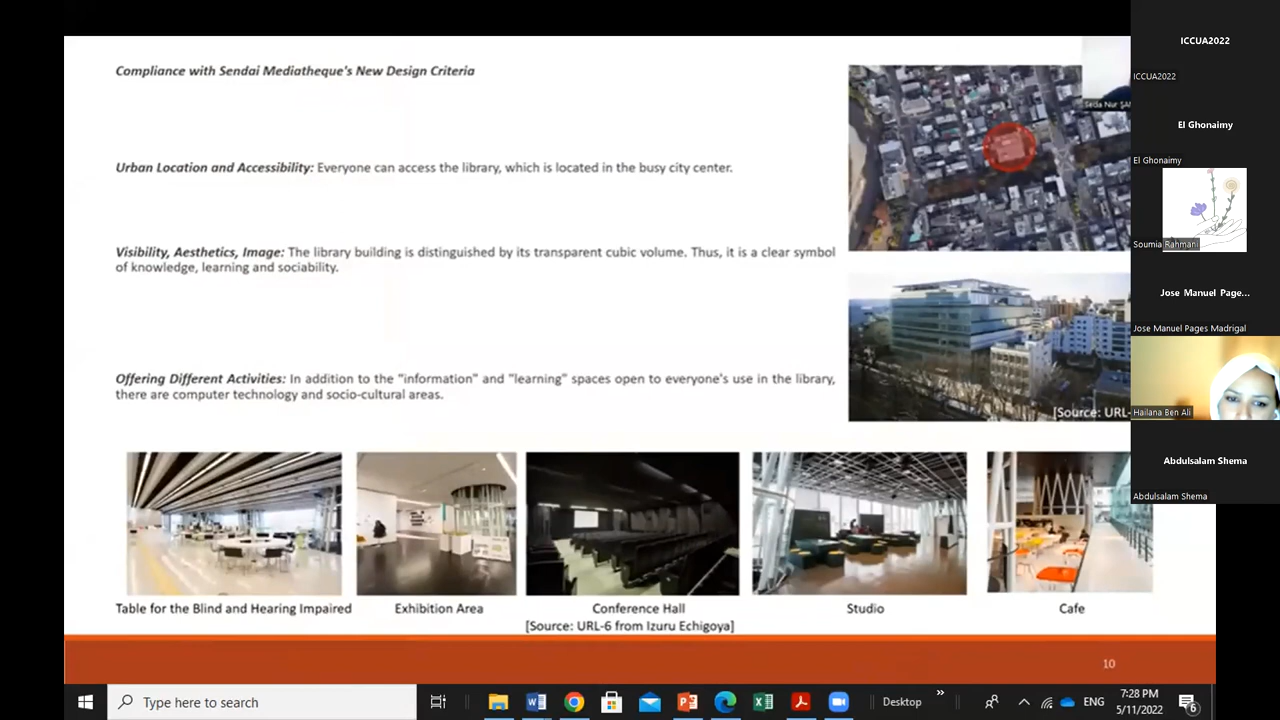 Compliance with Sendai Mediatheque's New Design Criteria
Urban Location and Accessibility: Everyone can access the library, which is located in the busy city center.
Visibility, Aesthetics, Image: The library building is distinguished by its transparent cubic volume. Thus, it is a clear symbol
of knowledge, learning and sociability.
Offering Different Activities: In addition to the "information" and "learning" spaces open to everyone's use in the library,
there are computer technology and socio-cultural areas.
[Source: URL-
Table for the Blind and Hearing Impaired
Exhibition Area
Conference Hall
Studio
Cafe
[Source: URL-6 from Izuru Echigoya]
10
Seda Nur
ICCUA2022
ICCUA2022
El Ghonaimy
El Ghonaimy
Soumia Rahmani
Jose Manuel Page...
Jose Manuel Pages Madrigal
Hailana Ben Ali
Abdulsalam Shema
Abdulsalam Shema
Type here to search
Desktop
»
ENG
7:28 PM
5/11/2022
6